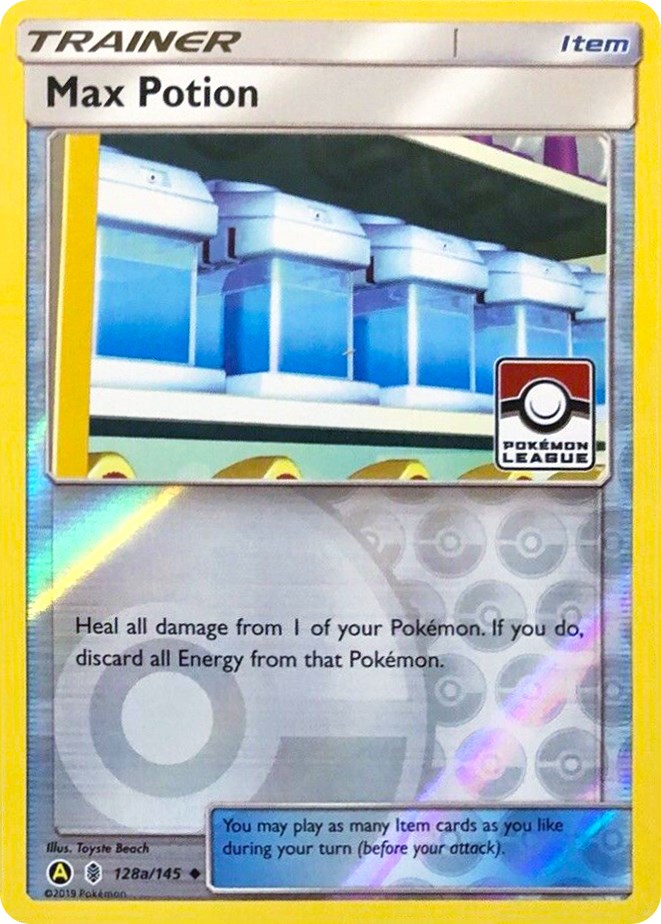 TRAINER Item
Max Potion
POKÉMON
LEAGUE
Heal all damage from 1 of your Pokémon. If you do,
discard all Energy from that Pokémon.
You may play as many Item cards as you like
during your turn (before your attack).
Illus. Toyste Beach
A 128a/145
©2019 Pokémon